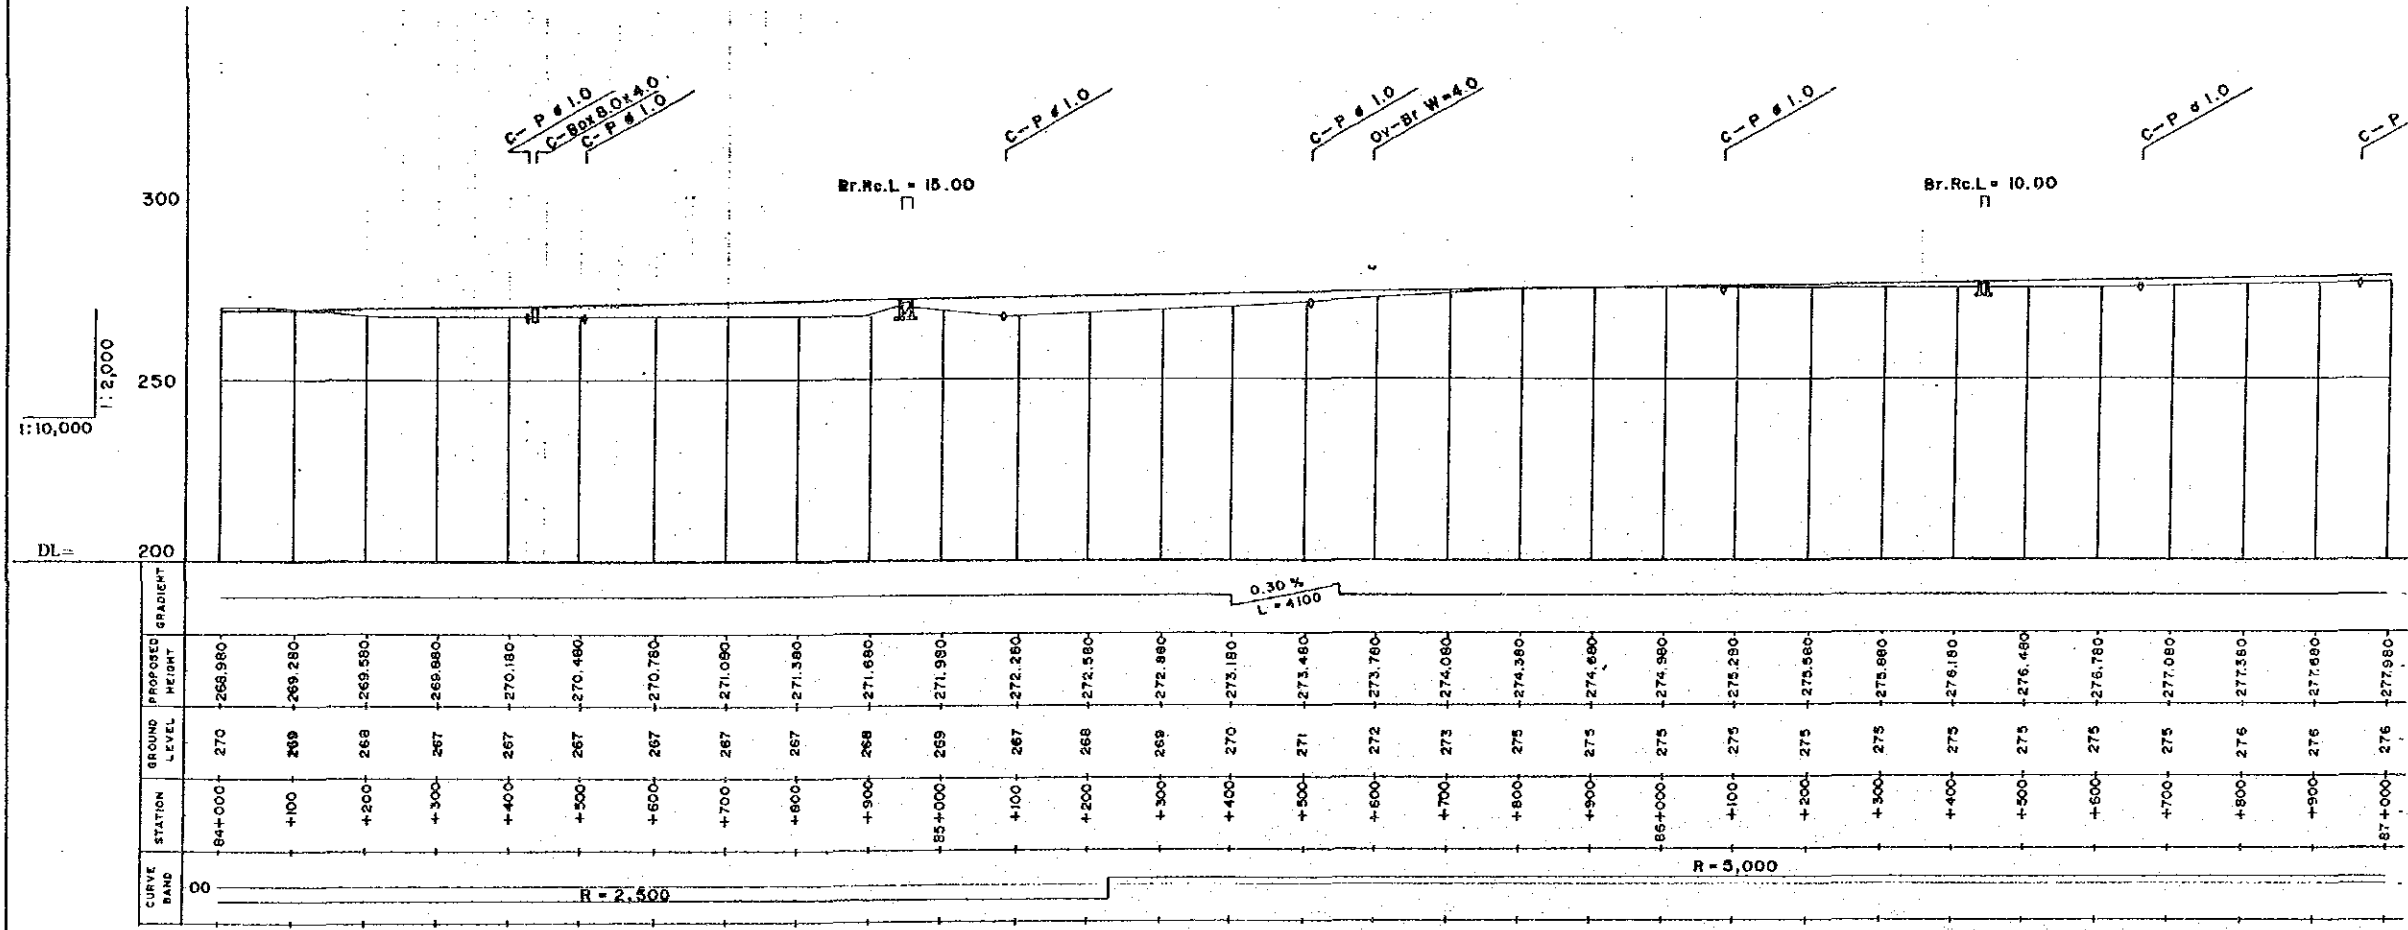 C-P ø 1.0
C-Box 8.0x4.0
C-P ø 1.0
C-P ø 1.0
C-P ø 1.0
Ov-Br W=4.0
C-P ø 1.0
C-P ø 1.0
C-P
Br.Rc.L = 15.00
Br.Rc.L = 10.00
300
250
200
1:2,000
1:10,000
DL=
GRADIENT
0.30 %
L = 4100
PROPOSED HEIGHT
268.980 269.280 269.580 269.880 270.180 270.480 270.780 271.080 271.380 271.680 271.980 272.280 272.580 272.880 273.180 273.480 273.780 274.080 274.380 274.680 274.980 275.280 275.580 275.880 276.180 276.480 276.780 277.080 277.380 277.680 277.980
GROUND LEVEL
270 269 268 267 267 267 267 267 267 268 269 267 268 269 270 271 272 273 275 275 275 275 275 275 275 275 275 275 276 276 276
STATION
84+000 +100 +200 +300 +400 +500 +600 +700 +800 +900 85+000 +100 +200 +300 +400 +500 +600 +700 +800 +900 86+000 +100 +200 +300 +400 +500 +600 +700 +800 +900 87+000
CURVE BAND
00
R = 2,500
R = 5,000